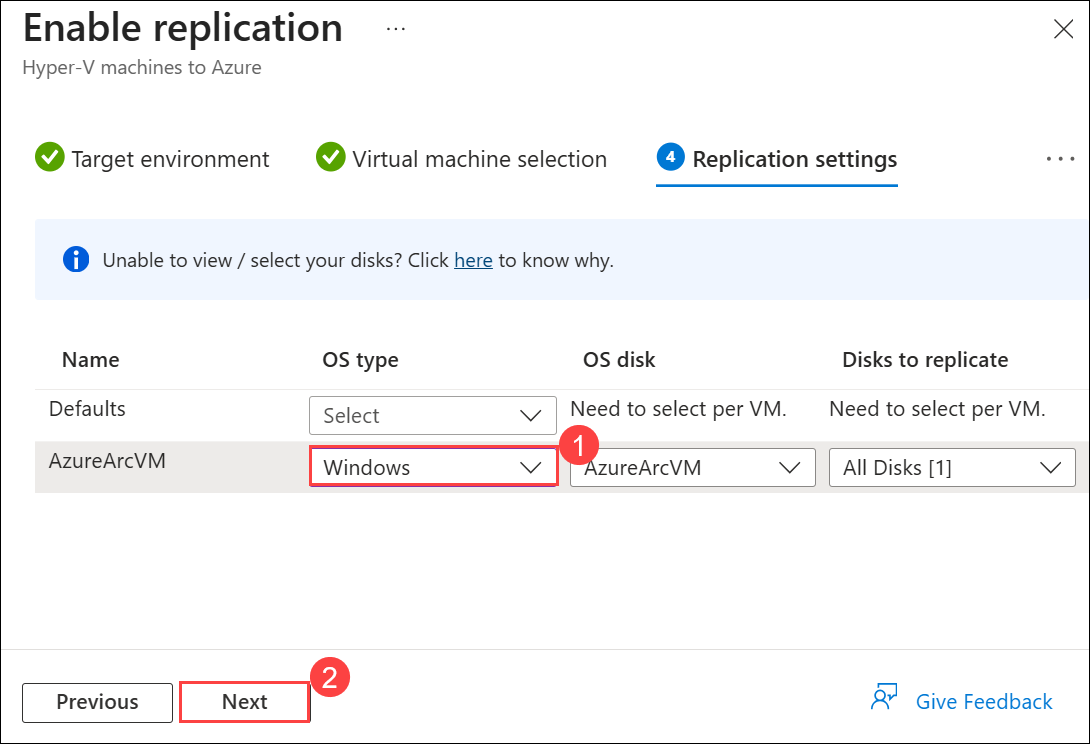 Enable replication ...
Hyper-V machines to Azure
Target environment Virtual machine selection 4 Replication settings ...
Unable to view / select your disks? Click here to know why.
Name OS type OS disk Disks to replicate
Defaults Select Need to select per VM. Need to select per VM.
1
AzureArcVM Windows AzureArcVM All Disks [1]
2
Previous Next Give Feedback